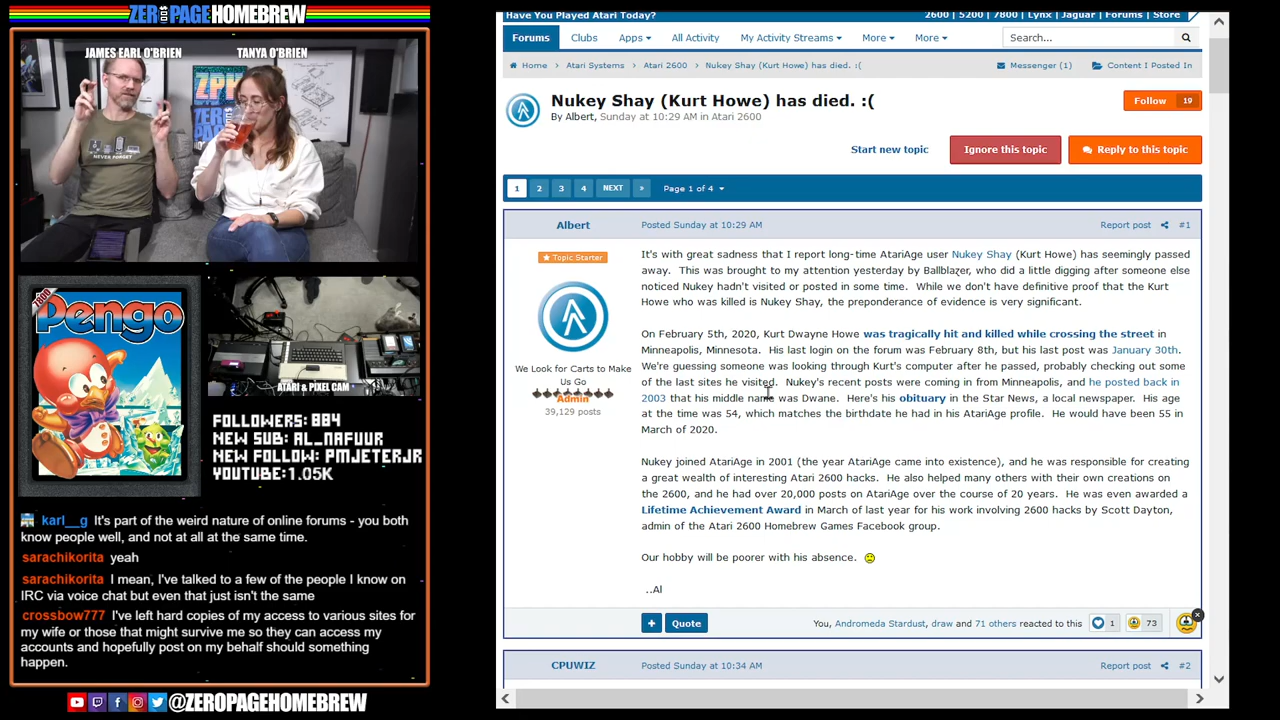 ZERO PAGE HOMEBREW
JAMES EARL O'BRIEN
TANYA O'BRIEN
NEVER FORGET
ZPH
7800
Pengo
ATARI & PIXEL CAM
FOLLOWERS: 884
NEW SUB: AL_NAFUUR
NEW FOLLOW: PMJETERJR
YOUTUBE: 1.05K
karl__g It's part of the weird nature of online forums - you both
know people well, and not at all at the same time.
sarachikorita yeah
sarachikorita I mean, I've talked to a few of the people I know on
IRC via voice chat but even that just isn't the same
crossbow777 I've left hard copies of my access to various sites for
my wife or those that might survive me so they can access my
accounts and hopefully post on my behalf should something
happen.
@ZEROPAGEHOMEBREW
Have You Played Atari Today?
2600 | 5200 | 7800 | Lynx | Jaguar | Forums | Store
Forums Clubs Apps All Activity My Activity Streams More More Search...
Home Atari Systems Atari 2600 Nukey Shay (Kurt Howe) has died. :(
Messenger (1) Content I Posted In
Nukey Shay (Kurt Howe) has died. :(
By Albert, Sunday at 10:29 AM in Atari 2600
Follow 19
Start new topic Ignore this topic Reply to this topic
1 2 3 4 NEXT » Page 1 of 4
Albert
Posted Sunday at 10:29 AM
Report post #1
Topic Starter
We Look for Carts to Make
Us Go
Admin
39,129 posts
It's with great sadness that I report long-time AtariAge user Nukey Shay (Kurt Howe) has seemingly passed
away. This was brought to my attention yesterday by Ballblazer, who did a little digging after someone else
noticed Nukey hadn't visited or posted in some time. While we don't have definitive proof that the Kurt
Howe who was killed is Nukey Shay, the preponderance of evidence is very significant.
On February 5th, 2020, Kurt Dwayne Howe was tragically hit and killed while crossing the street in
Minneapolis, Minnesota. His last login on the forum was February 8th, but his last post was January 30th.
We're guessing someone was looking through Kurt's computer after he passed, probably checking out some
of the last sites he visited. Nukey's recent posts were coming in from Minneapolis, and he posted back in
2003 that his middle name was Dwane. Here's his obituary in the Star News, a local newspaper. His age
at the time was 54, which matches the birthdate he had in his AtariAge profile. He would have been 55 in
March of 2020.
Nukey joined AtariAge in 2001 (the year AtariAge came into existence), and he was responsible for creating
a great wealth of interesting Atari 2600 hacks. He also helped many others with their own creations on
the 2600, and he had over 20,000 posts on AtariAge over the course of 20 years. He was even awarded a
Lifetime Achievement Award in March of last year for his work involving 2600 hacks by Scott Dayton,
admin of the Atari 2600 Homebrew Games Facebook group.
Our hobby will be poorer with his absence.
..Al
+ Quote
You, Andromeda Stardust, draw and 71 others reacted to this 1 73
CPUWIZ
Posted Sunday at 10:34 AM
Report post #2